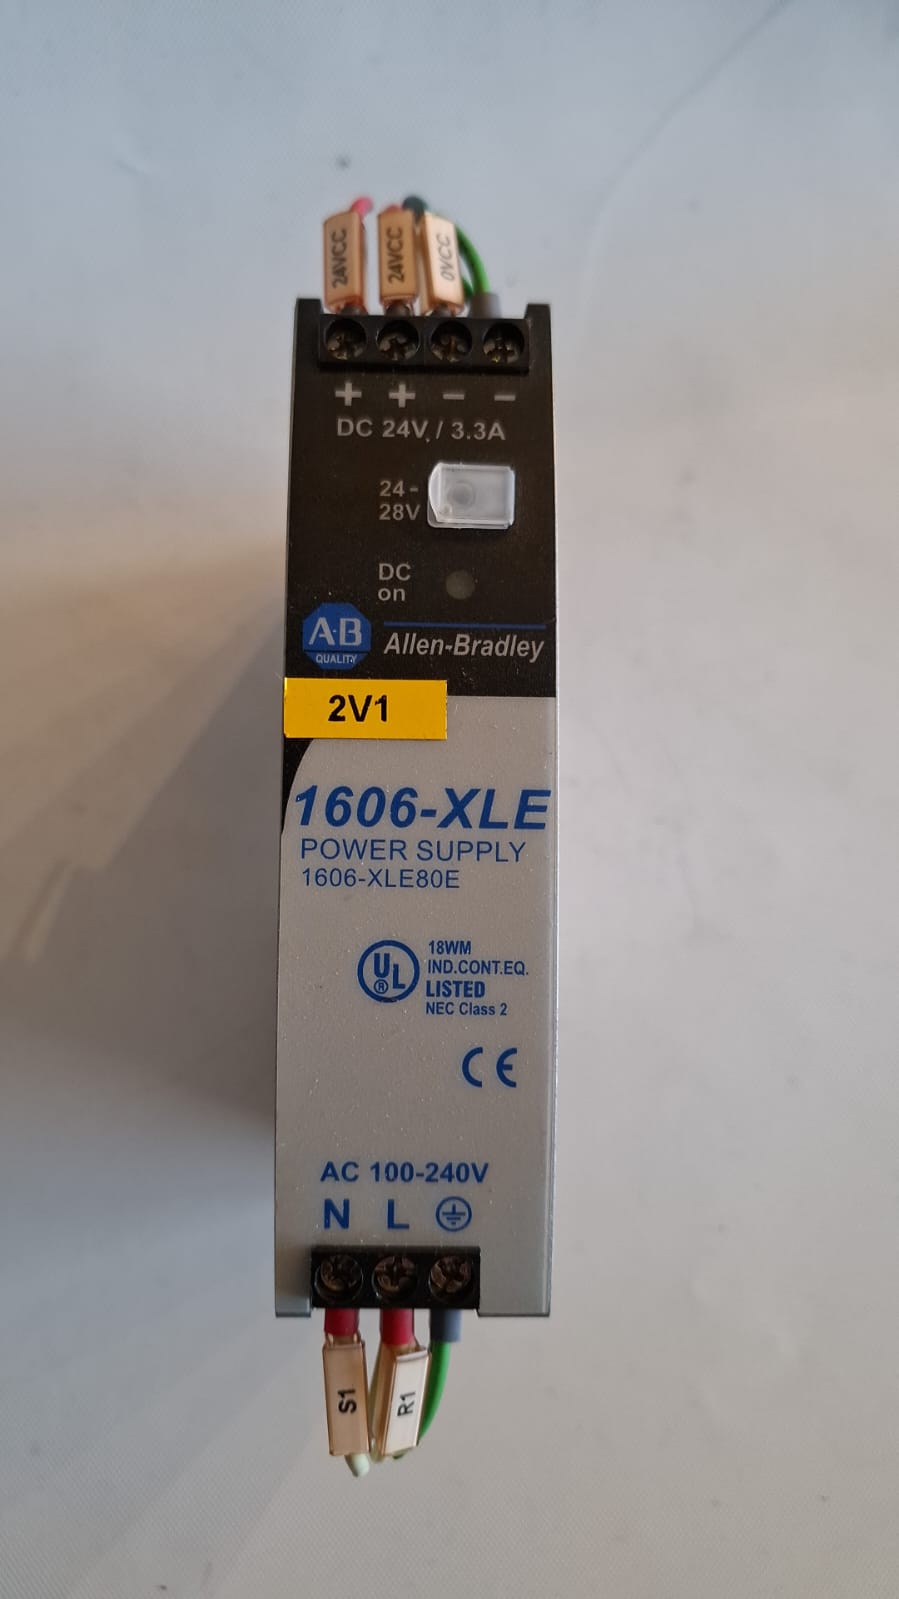 24VCC
24VCC
0VCC
+ + - -
DC 24V / 3.3A
24-
28V
DC
on
A-B
QUALITY
Allen-Bradley
2V1
1606-XLE
POWER SUPPLY
1606-XLE80E
UL
®
18WM
IND.CONT.EQ.
LISTED
NEC Class 2
CE
AC 100-240V
N L
S1
R1